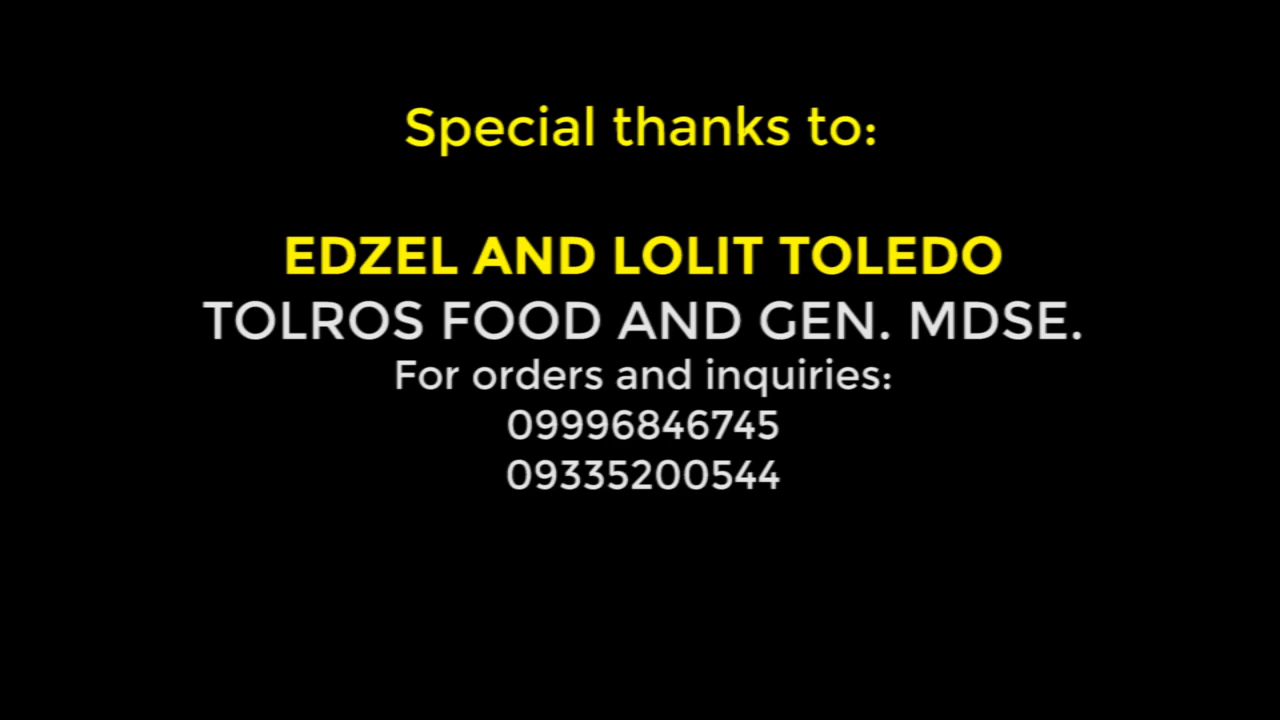 Special thanks to:
EDZEL AND LOLIT TOLEDO
TOLROS FOOD AND GEN. MDSE.
For orders and inquiries:
09996846745
09335200544